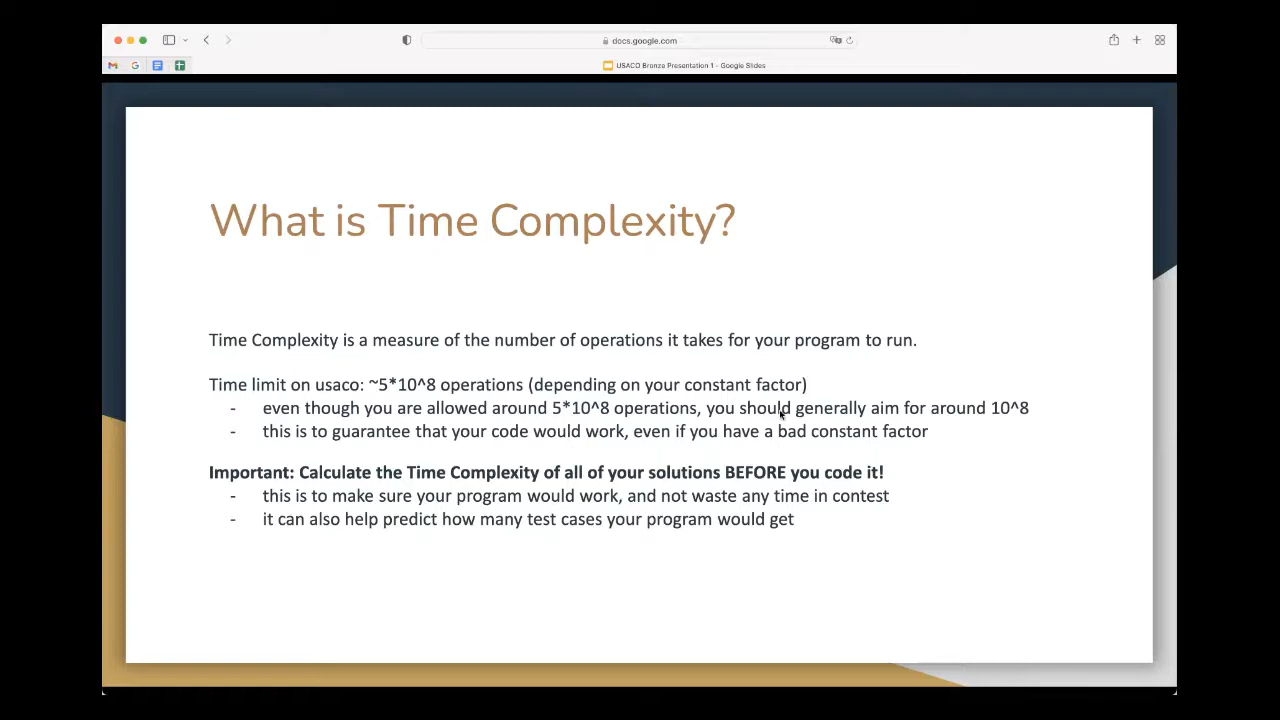 docs.google.com
USACO Bronze Presentation 1 - Google Slides
What is Time Complexity?
Time Complexity is a measure of the number of operations it takes for your program to run.
Time limit on usaco: ~5*10^8 operations (depending on your constant factor)
- even though you are allowed around 5*10^8 operations, you should generally aim for around 10^8
- this is to guarantee that your code would work, even if you have a bad constant factor
Important: Calculate the Time Complexity of all of your solutions BEFORE you code it!
- this is to make sure your program would work, and not waste any time in contest
- it can also help predict how many test cases your program would get